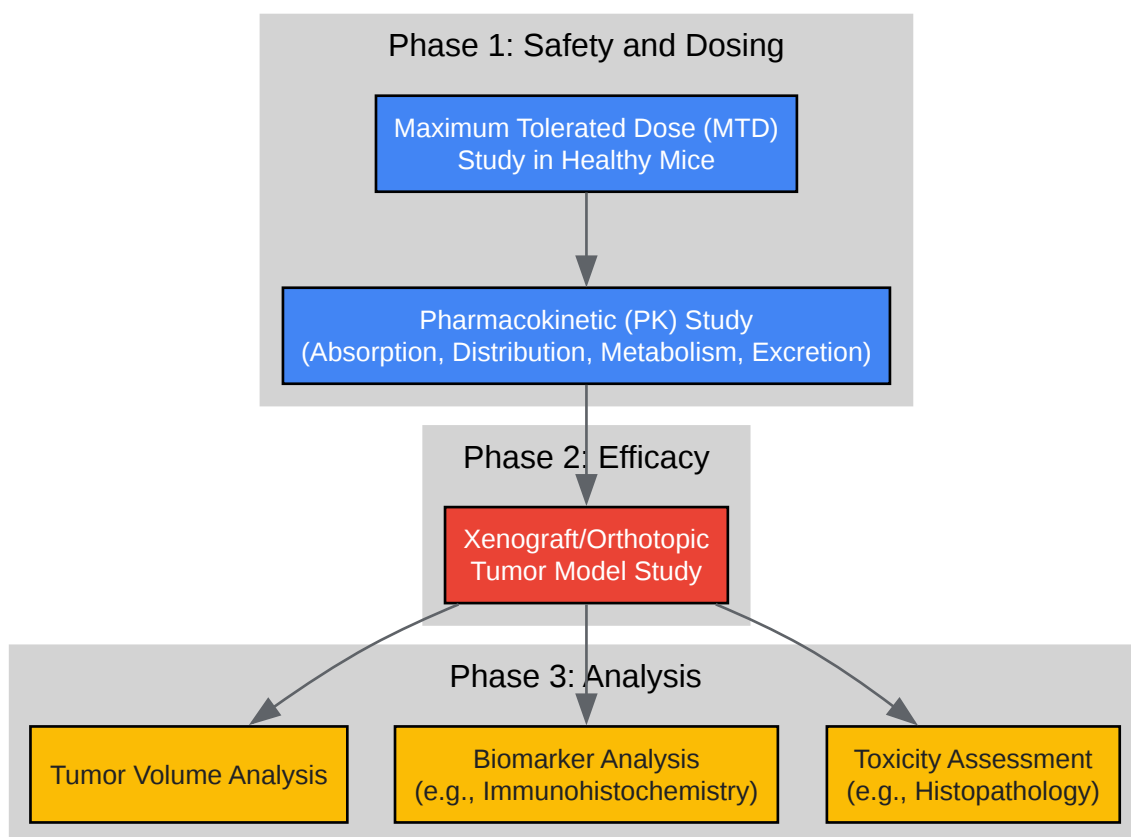 Phase 1: Safety and Dosing
Maximum Tolerated Dose (MTD)
Study in Healthy Mice
Pharmacokinetic (PK) Study
(Absorption, Distribution, Metabolism, Excretion)
Phase 2: Efficacy
Xenograft/Orthotopic
Tumor Model Study
Phase 3: Analysis
Tumor Volume Analysis
Biomarker Analysis
(e.g., Immunohistochemistry)
Toxicity Assessment
(e.g., Histopathology)